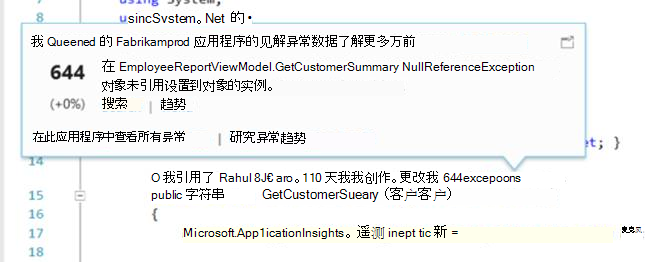 7 using System;
8 usincSvstem。Net 的 •
我 Queened 的 Fabrikamprod 应用程序的见解异常数据了解更多万前
644 在 EmployeeReportViewModel.GetCustomerSummary NullReferenceException
对象未引用设置到对象的实例。
(+0%) 搜索 | 趋势
在此应用程序中查看所有异常 | 研究异常趋势
et; }
14
O 我引用了 Rahul 8J€ aro。110 天我我创作。更改我 644excepoons
15 public 字符串 GetCustomerSueary（客户客户）
16 {
17 Microsoft.App1icationInsights。遥测 inept tic 新 =
18